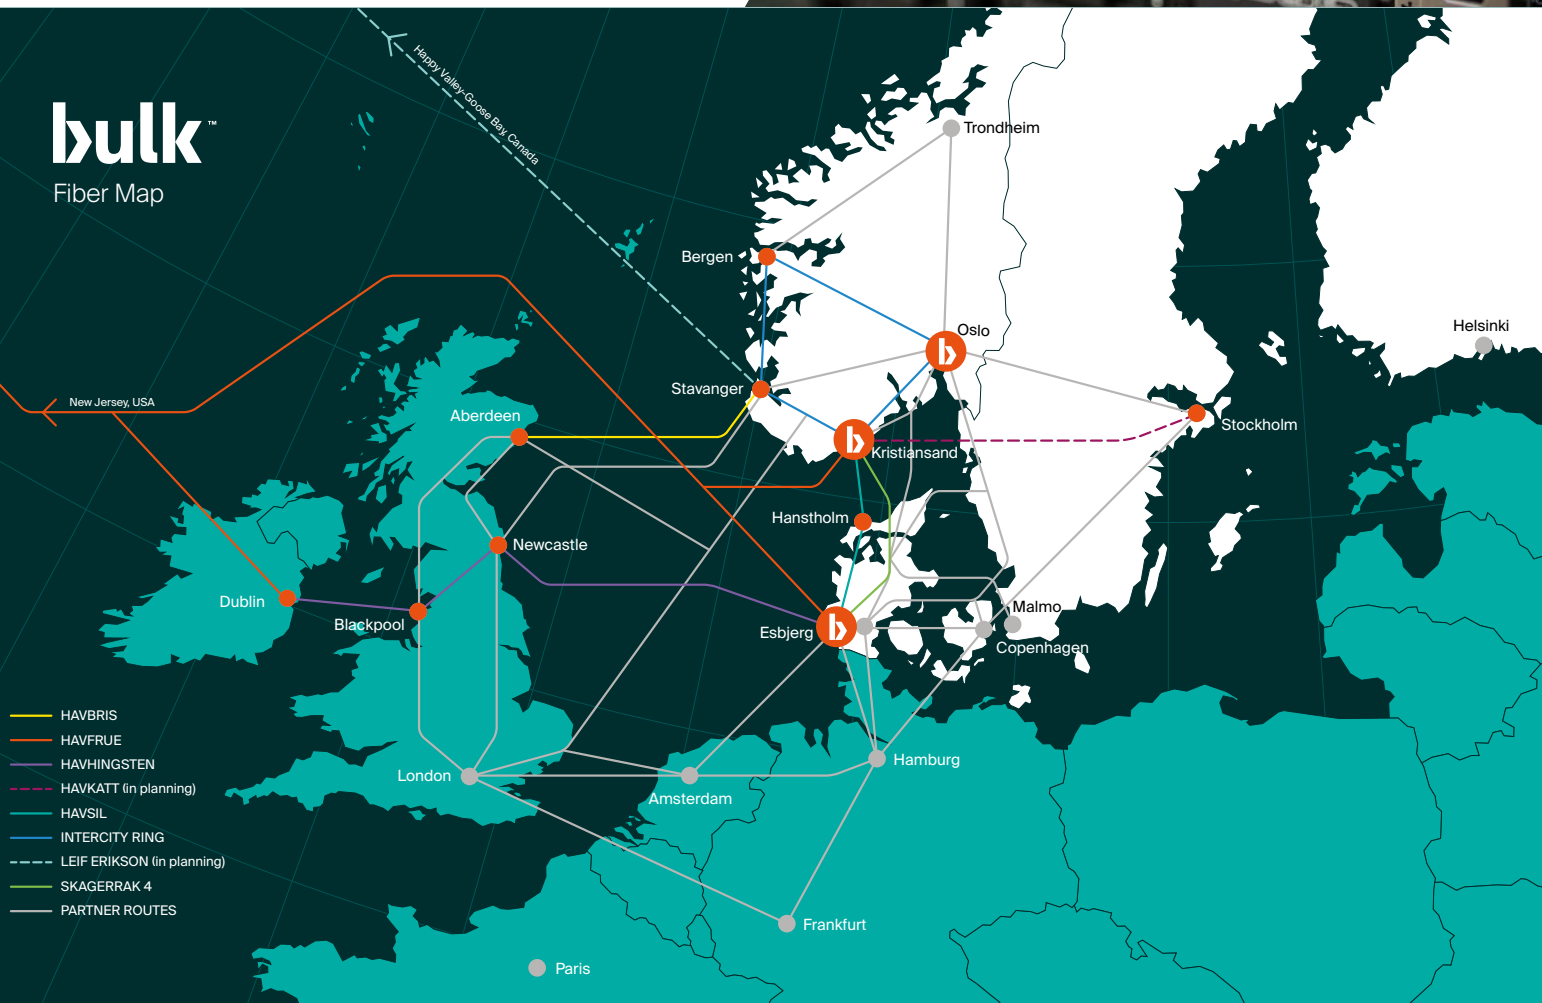 bulk™
Fiber Map
Happy Valley-Goose Bay, Canada
Trondheim
Bergen
Oslo
Helsinki
Stavanger
New Jersey, USA
Aberdeen
Stockholm
Kristiansand
Hanstholm
Newcastle
Dublin
Blackpool
Esbjerg
Malmo
Copenhagen
HAVBRIS
HAVFRUE
HAVHINGSTEN
HAVKATT (in planning)
HAVSIL
INTERCITY RING
LEIF ERIKSON (in planning)
SKAGERRAK 4
PARTNER ROUTES
London
Amsterdam
Hamburg
Frankfurt
Paris